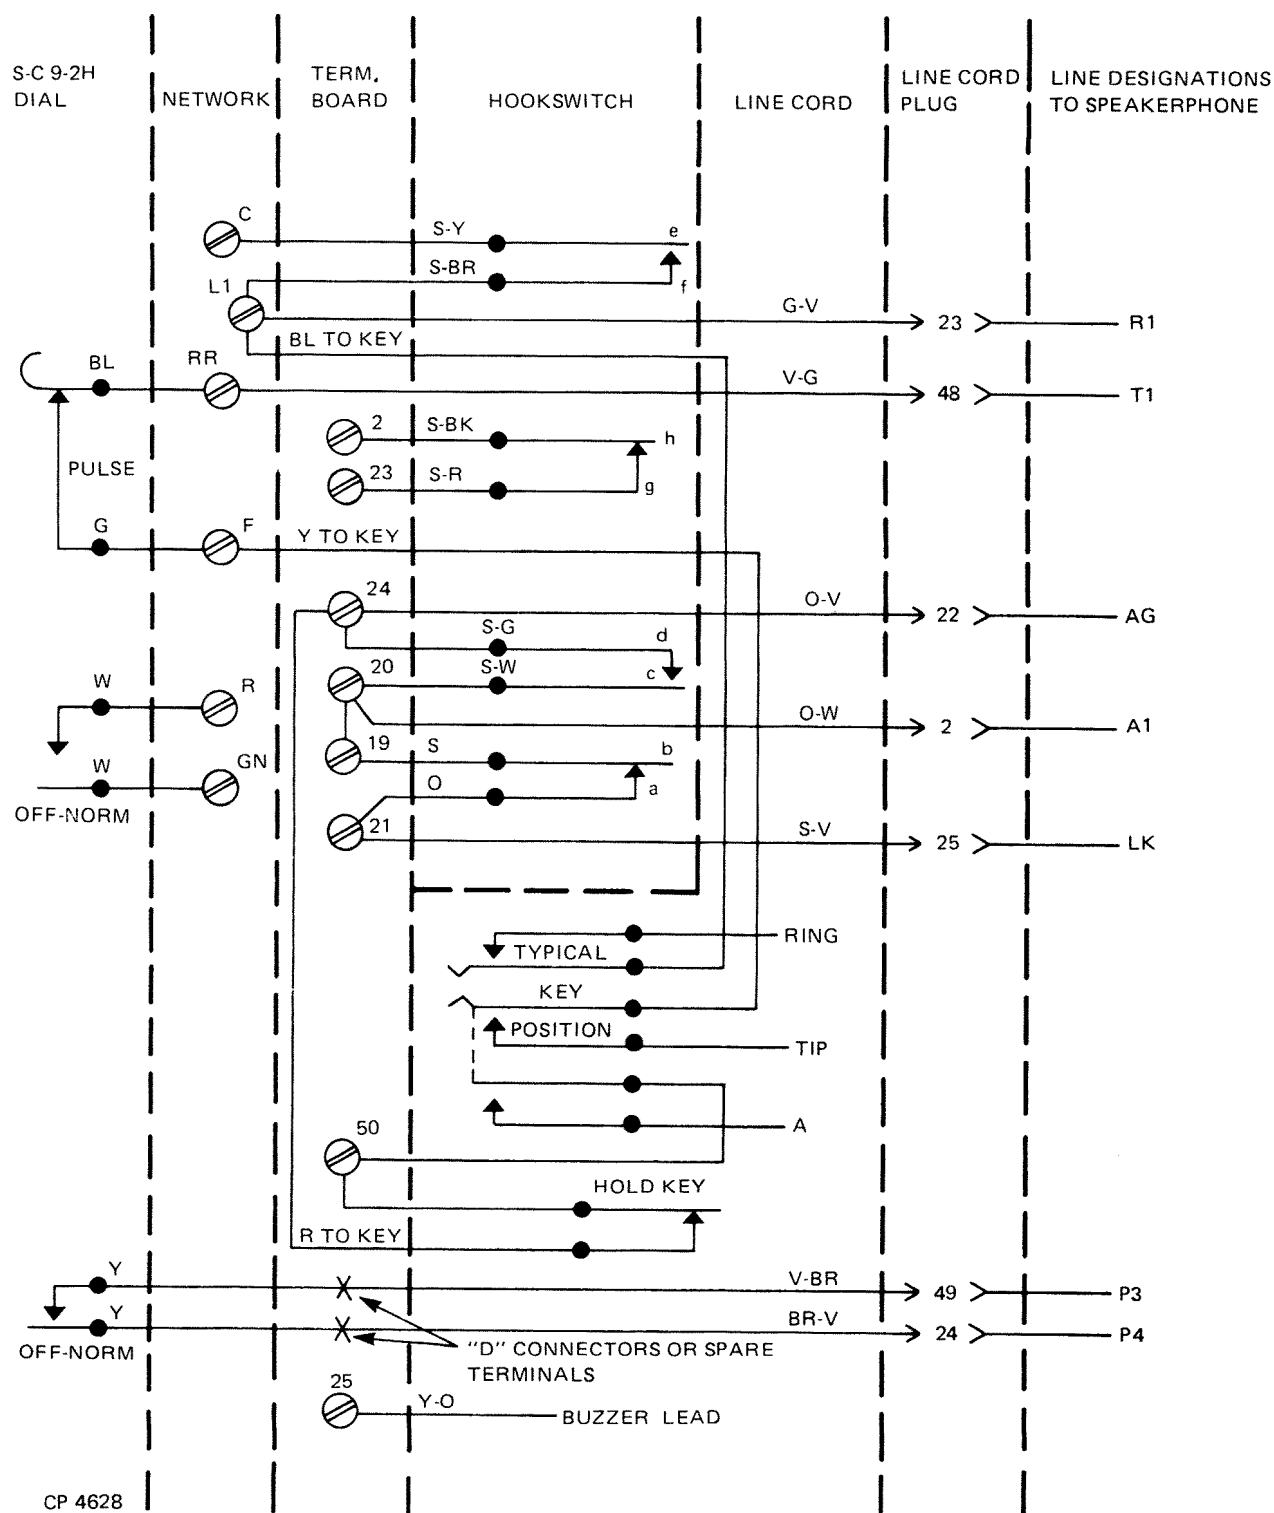 S-C 9-2H
DIAL
NETWORK
TERM.
BOARD
HOOKSWITCH
LINE CORD
LINE CORD
PLUG
LINE DESIGNATIONS
TO SPEAKERPHONE
C
S-Y
e
S-BR
f
L1
G-V
23
R1
BL TO KEY
BL
RR
V-G
48
T1
2
S-BK
h
PULSE
23
S-R
g
G
F
Y TO KEY
24
O-V
22
AG
S-G
d
20
S-W
c
W
R
O-W
2
A1
19
S
b
W
GN
O
a
OFF-NORM
21
S-V
25
LK
RING
TYPICAL
KEY
POSITION
TIP
A
50
HOLD KEY
R TO KEY
Y
V-BR
49
P3
Y
BR-V
24
P4
OFF-NORM
"D" CONNECTORS OR SPARE
TERMINALS
25
Y-O
BUZZER LEAD
CP 4628